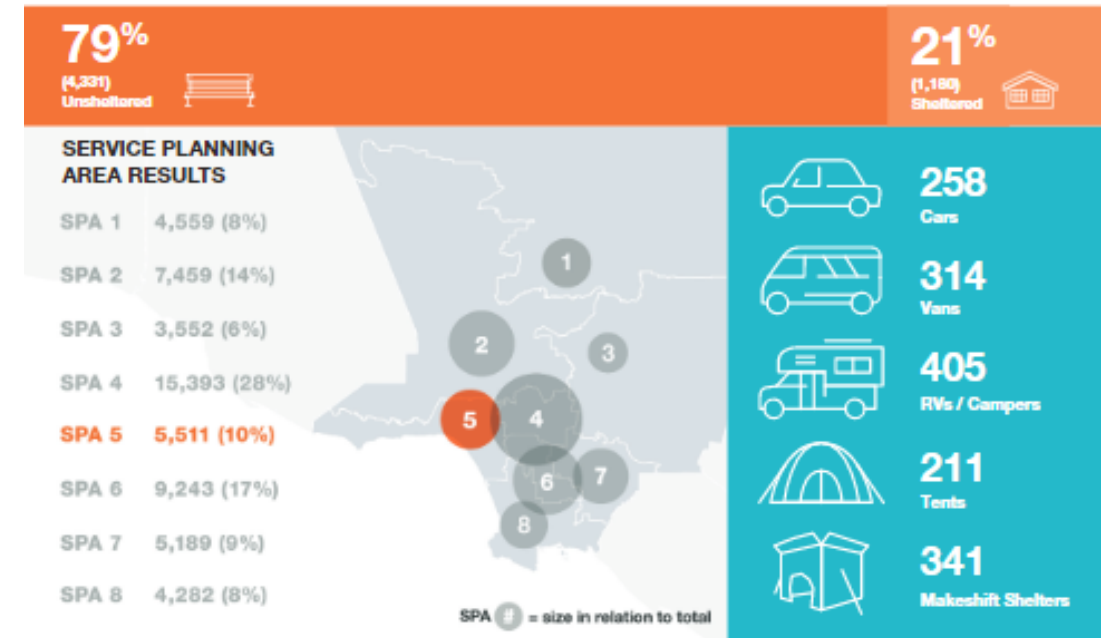 79%
(4,331)
Unsheltered
21%
(1,180)
Sheltered
SERVICE PLANNING
AREA RESULTS
SPA 1 4,559 (8%)
SPA 2 7,459 (14%)
SPA 3 3,552 (6%)
SPA 4 15,393 (28%)
SPA 5 5,511 (10%)
SPA 6 9,243 (17%)
SPA 7 5,189 (9%)
SPA 8 4,282 (8%)
1
2
3
5
4
6
7
8
SPA # = size in relation to total
258
Cars
314
Vans
405
RVs / Campers
211
Tents
341
Makeshift Shelters